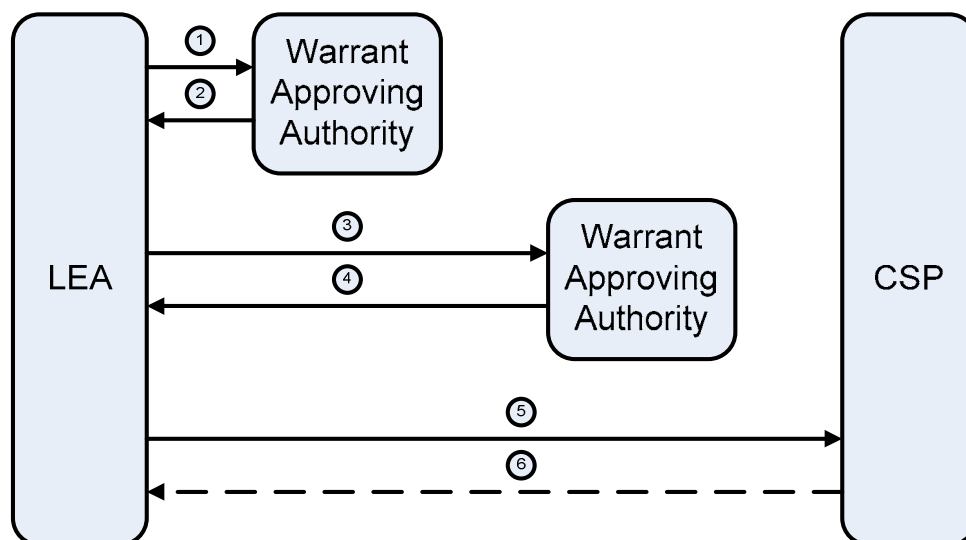 1
Warrant
Approving
Authority
2
3
Warrant
Approving
Authority
4
LEA
CSP
5
6